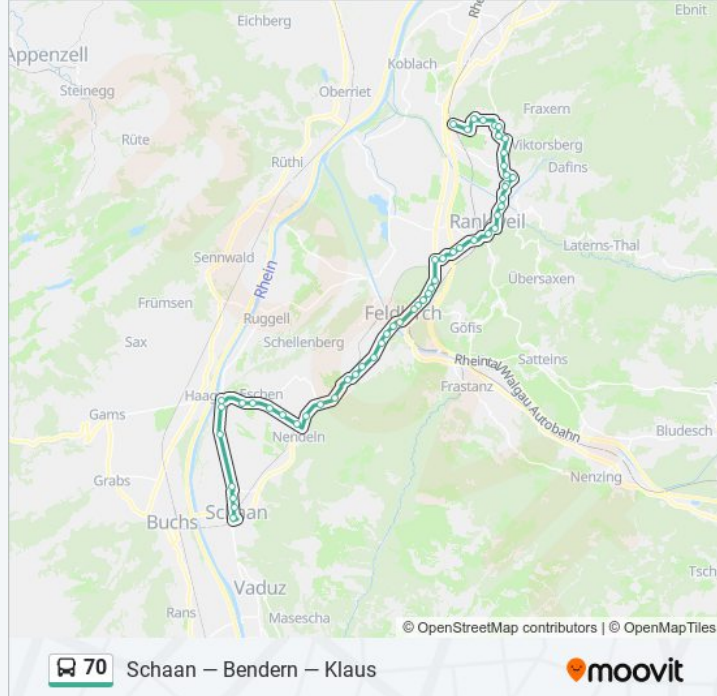 Eichberg
Ebnit
Rhe
Appenzell
Koblach
Steinegg
Oberriet
Fraxern
Rüte
Viktorsberg
Rüthi
Dafins
Rankweil
Laterns-Thal
Sennwald
Rhein
Übersaxen
Frümsen
Ruggell
Feldkirch
Göfis
Sax
Schellenberg
Satteins
Rheintal/Walgau Autobahn
Haag
Eschen
Frastanz
Gams
Nendeln
Bludesch
Grabs
Nenzing
Buchs
Schaan
Vaduz
Tsch
Rans
Masescha
© OpenStreetMap contributors | © OpenMapTiles
70 Schaan — Bendern — Klaus
moovit